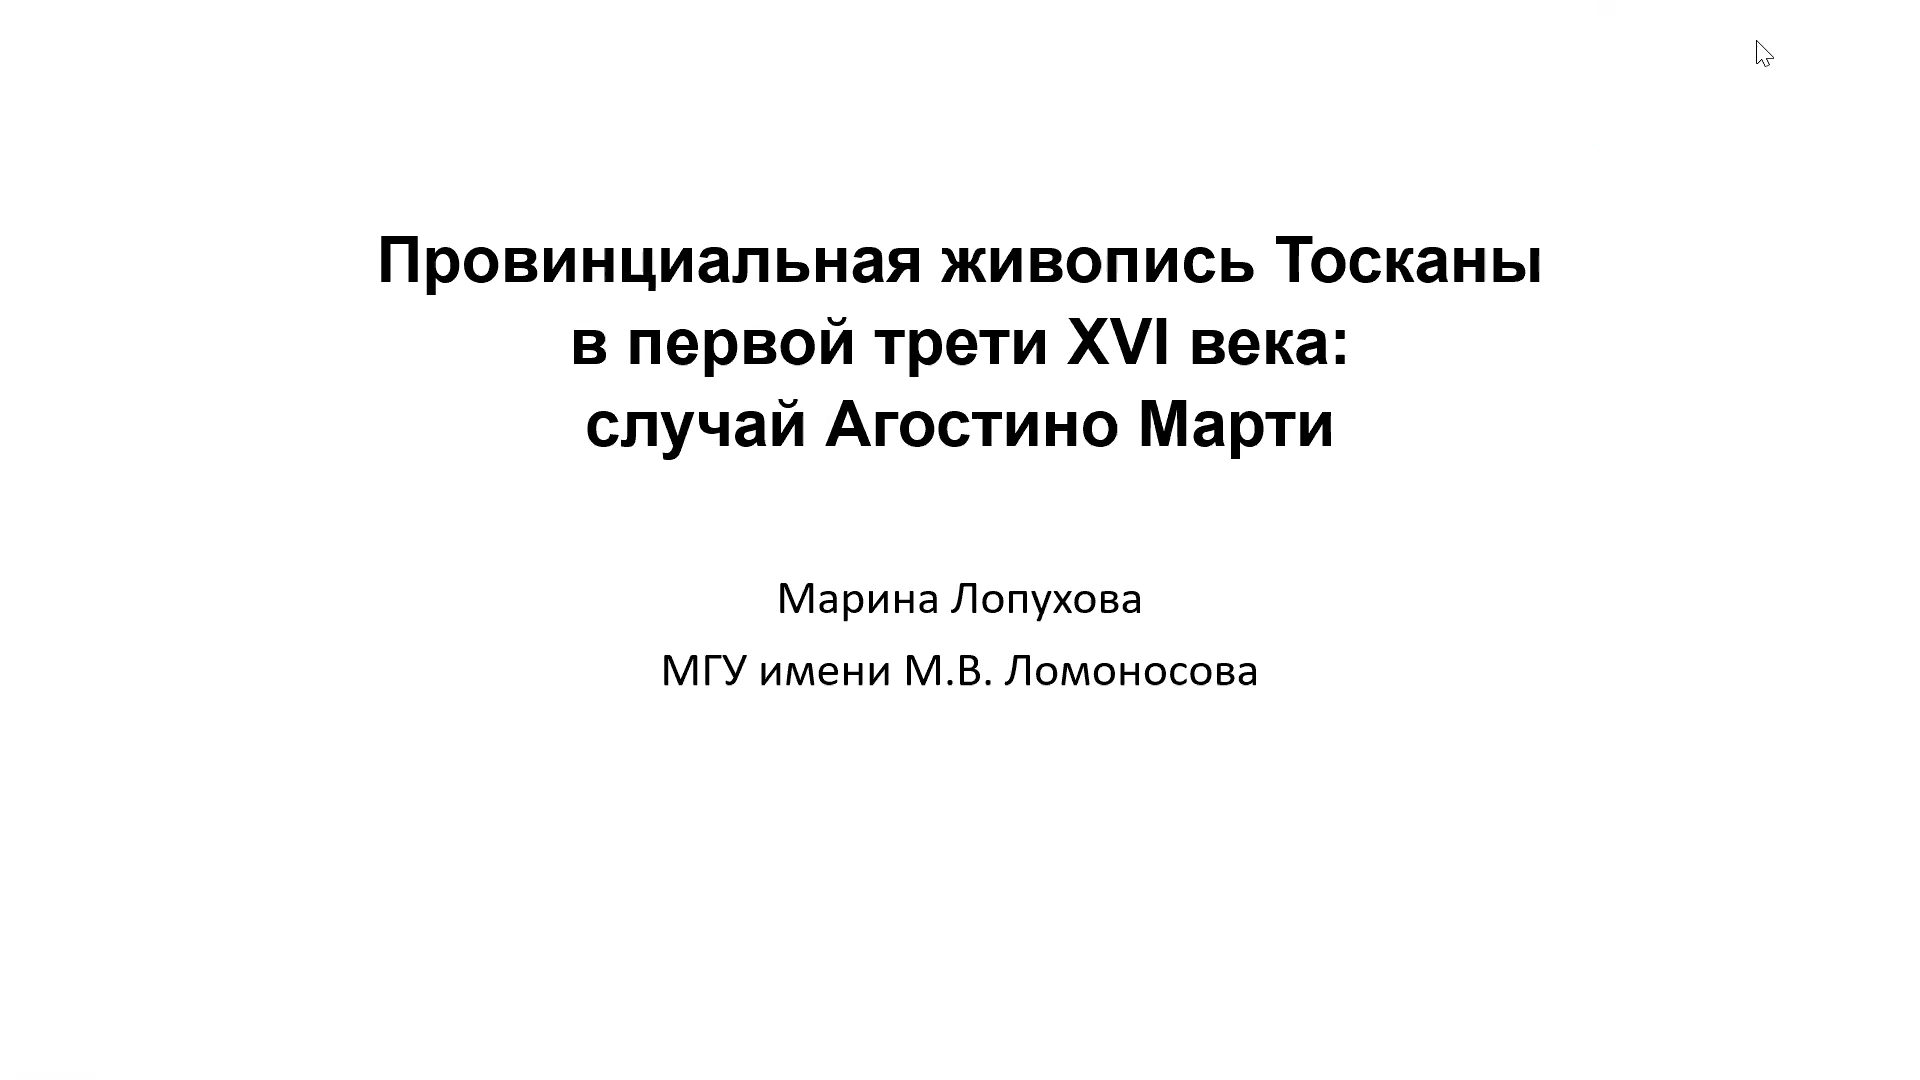 Провинциальная живопись Тосканы
в первой трети XVI века:
случай Агостино Марти
Марина Лопухова
МГУ имени М.В. Ломоносова